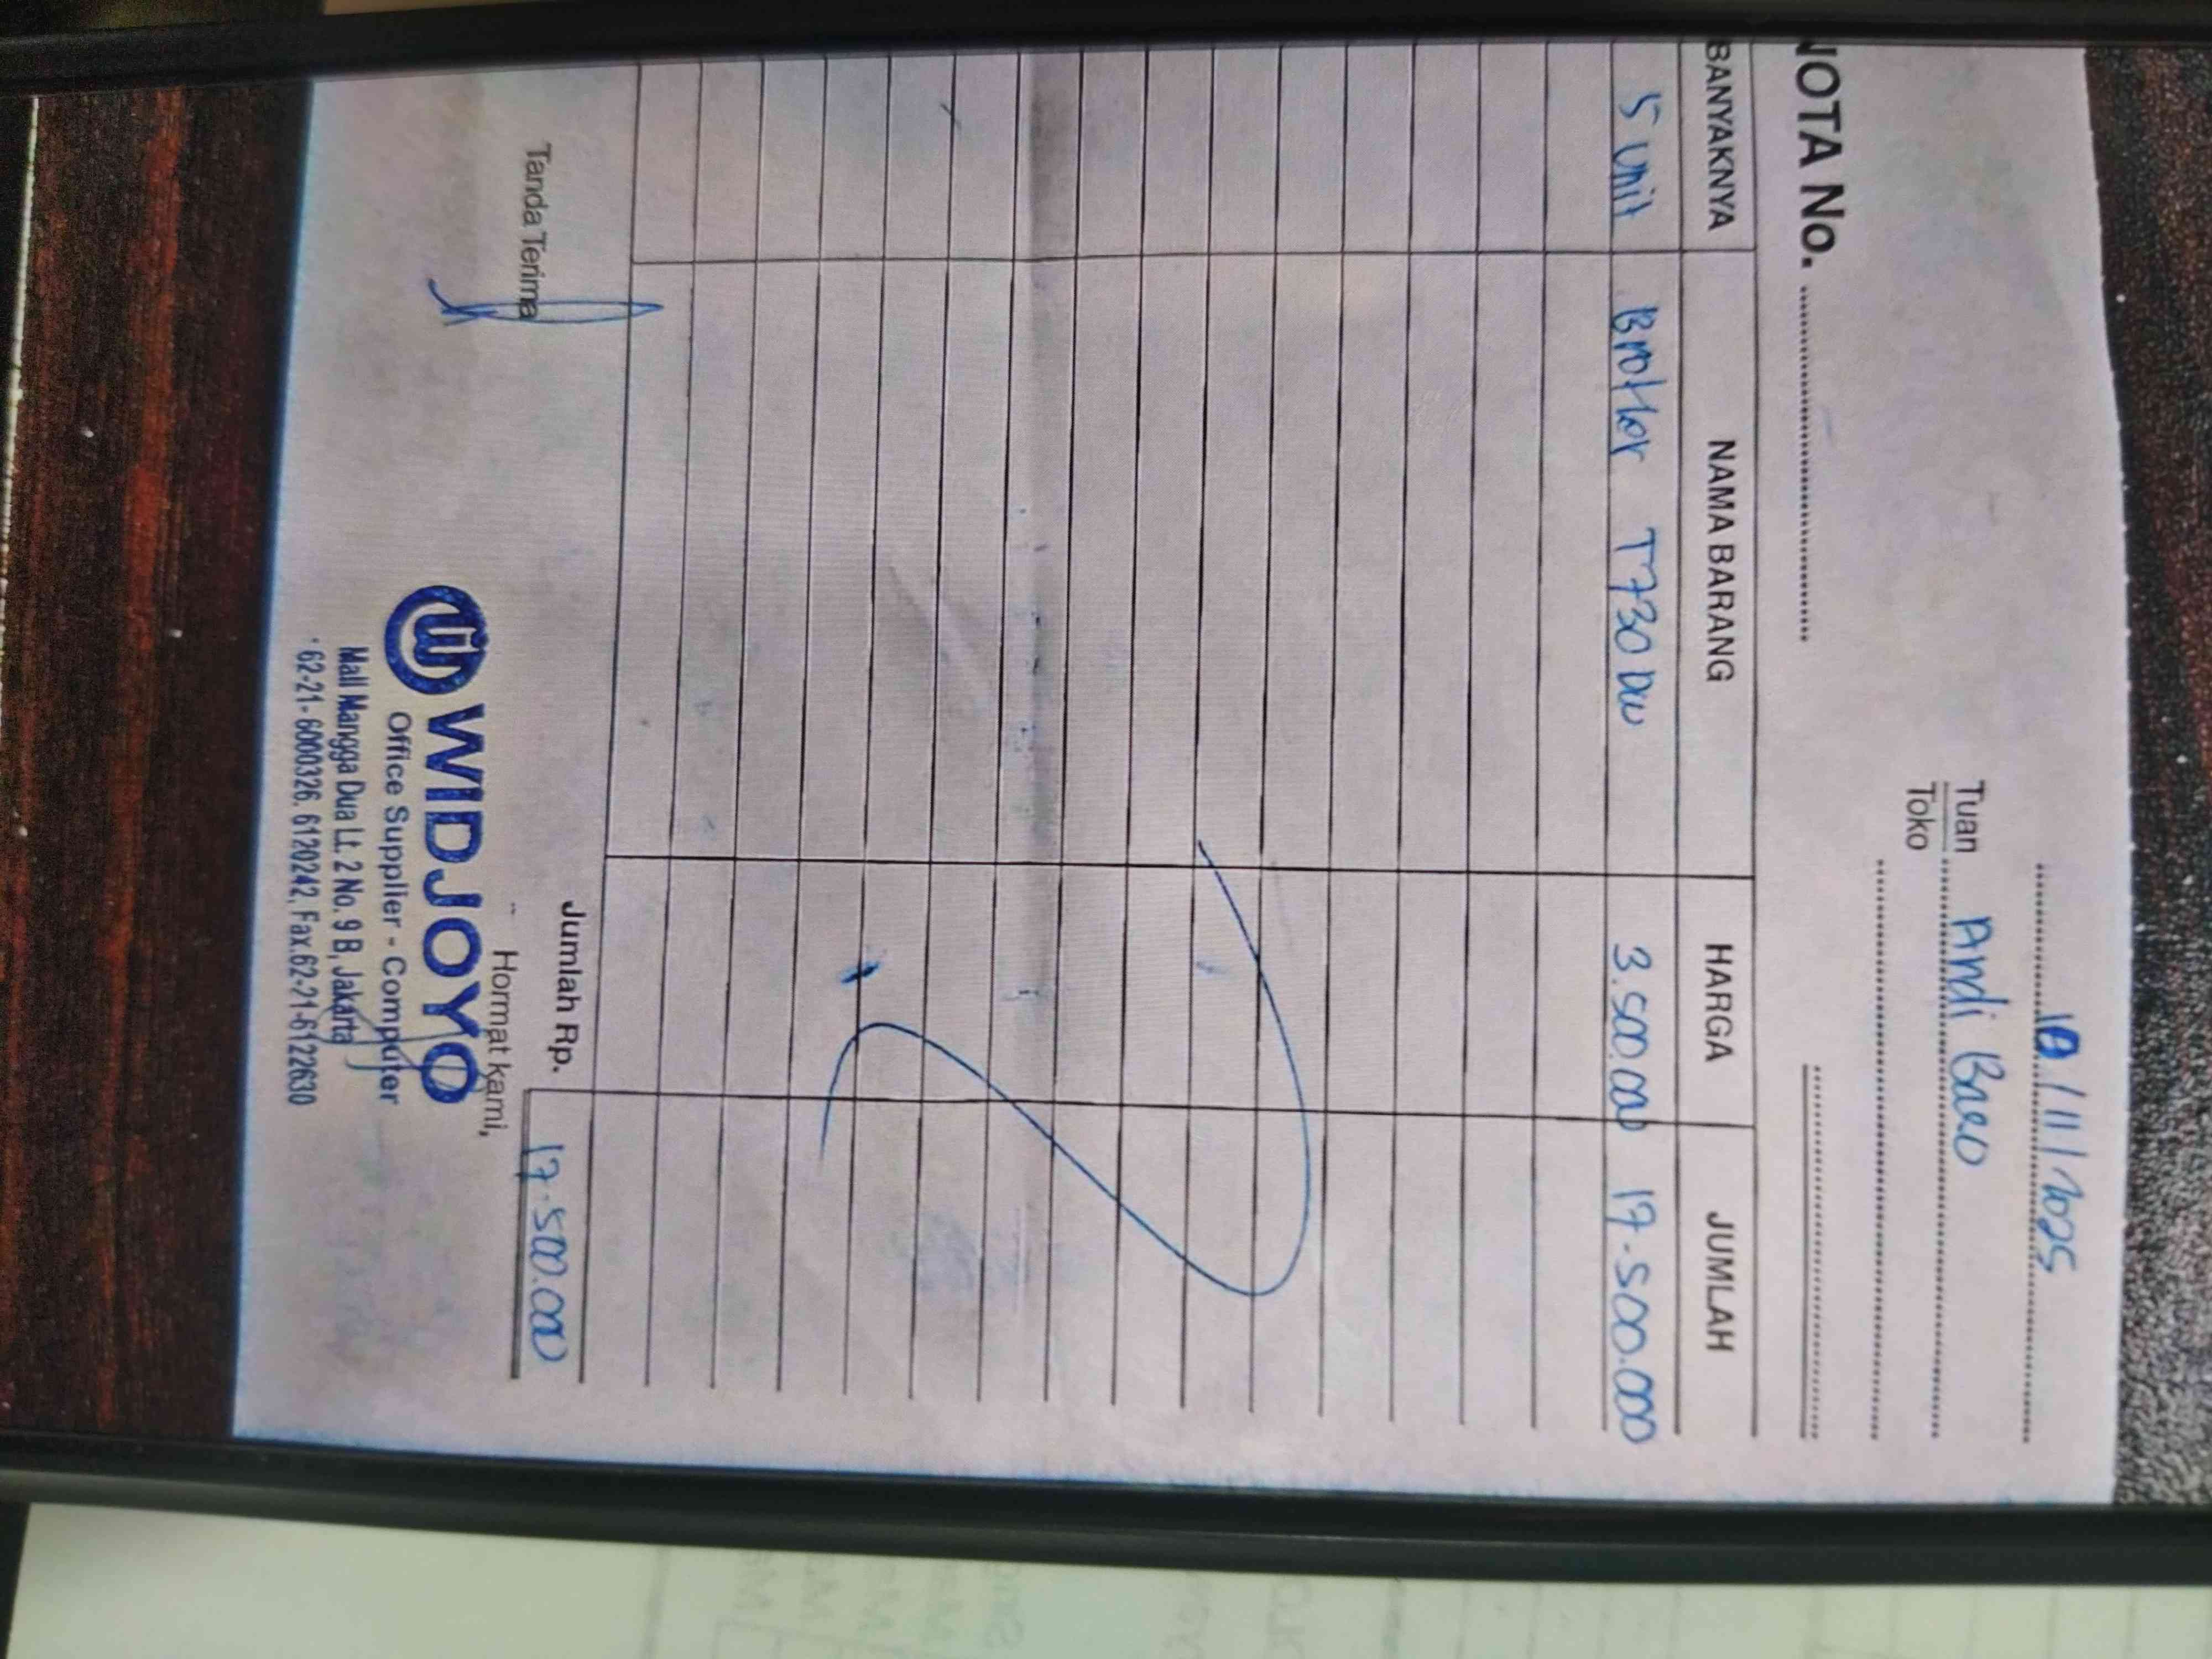 10/11/2025
Tuan Andi Baso
Toko
NOTA No.
BANYAKNYA NAMA BARANG HARGA JUMLAH
5 unit Brother T730 DW 3.500.000 17.500.000
Jumlah Rp. 17.500.000
Tanda Terima Hormat kami,
WIDJOYO
Office Supplier - Computer
Mall Mangga Dua Lt. 2 No. 9 B, Jakarta
62-21- 6000326. 6120242, Fax.62-21-6122630